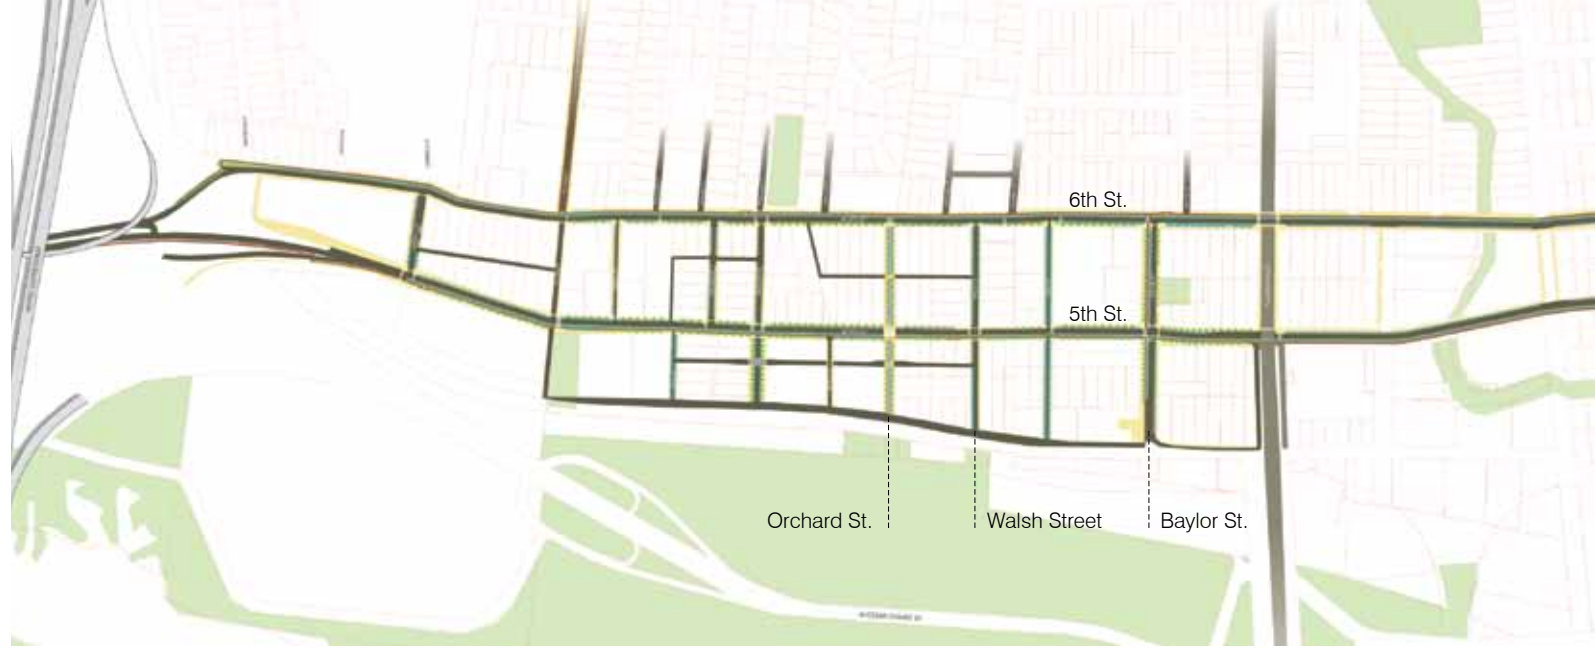 6th St.
5th St.
Orchard St.
Walsh Street
Baylor St.